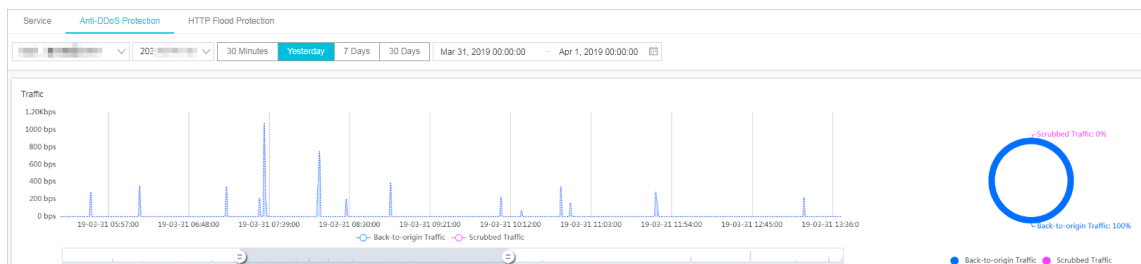 Service Anti-DDoS Protection HTTP Flood Protection
203 30 Minutes Yesterday 7 Days 30 Days Mar 31, 2019 00:00:00 - Apr 1, 2019 00:00:00
Traffic
1.20Kbps
1000 bps
800 bps
600 bps
400 bps
200 bps
0 bps
19-03-31 05:57:00 19-03-31 06:48:00 19-03-31 07:39:00 19-03-31 08:30:00 19-03-31 09:21:00 19-03-31 10:12:00 19-03-31 11:03:00 19-03-31 11:54:00 19-03-31 12:45:00 19-03-31 13:36:0
Back-to-origin Traffic Scrubbed Traffic
Scrubbed Traffic: 0%
Back-to-origin Traffic: 100%
Back-to-origin Traffic Scrubbed Traffic